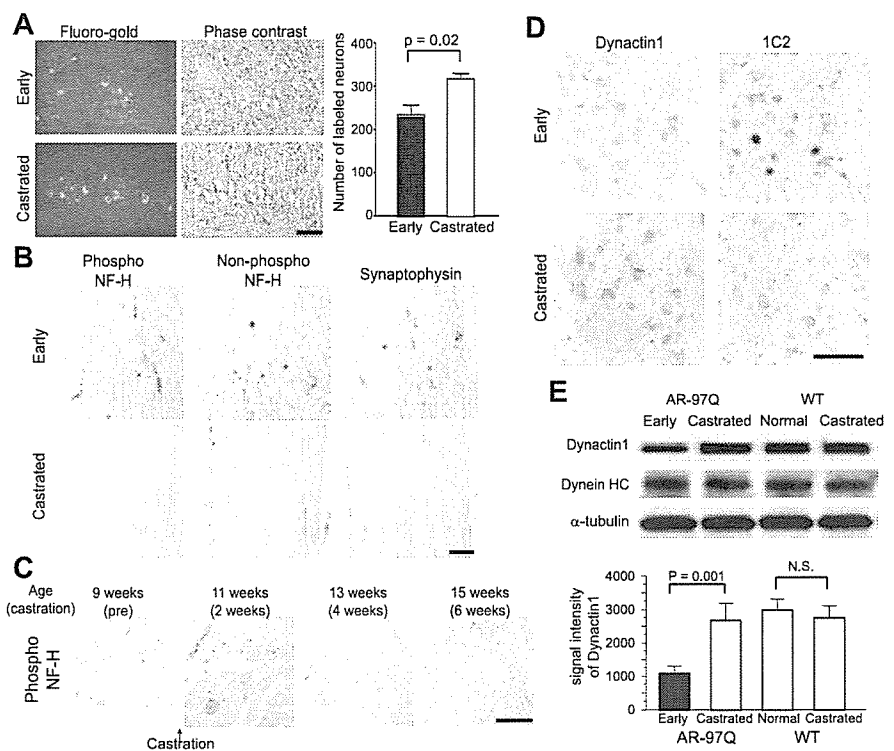 A
Fluoro-gold
Phase contrast
Early
Castrated
Number of labeled neurons
400
300
200
100
0
p = 0.02
Early
Castrated
B
Phospho
NF-H
Non-phospho
NF-H
Synaptophysin
Early
Castrated
C
Age
(castration)
9 weeks
(pre)
11 weeks
(2 weeks)
13 weeks
(4 weeks)
15 weeks
(6 weeks)
Phospho
NF-H
Castration
D
Dynactin1
1C2
Early
Castrated
E
AR-97Q
WT
Early
Castrated
Normal
Castrated
Dynactin1
Dynein HC
α-tubulin
signal intensity
of Dynactin1
4000
3000
2000
1000
0
P = 0.001
N.S.
Early
Castrated
Normal
Castrated
AR-97Q
WT